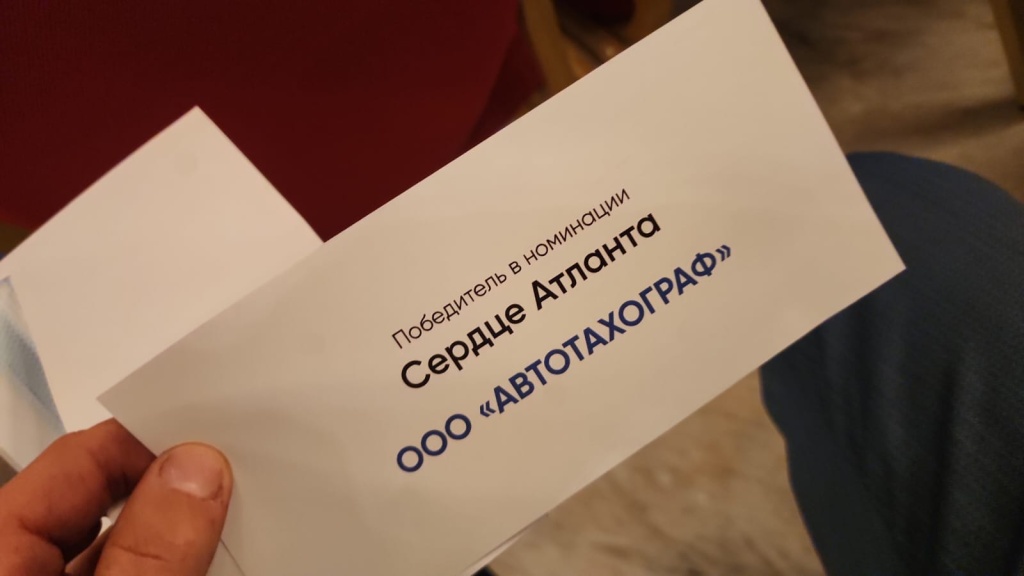 Победитель в номинации
Сердце Атланта
ООО «АВТОТАХОГРАФ»